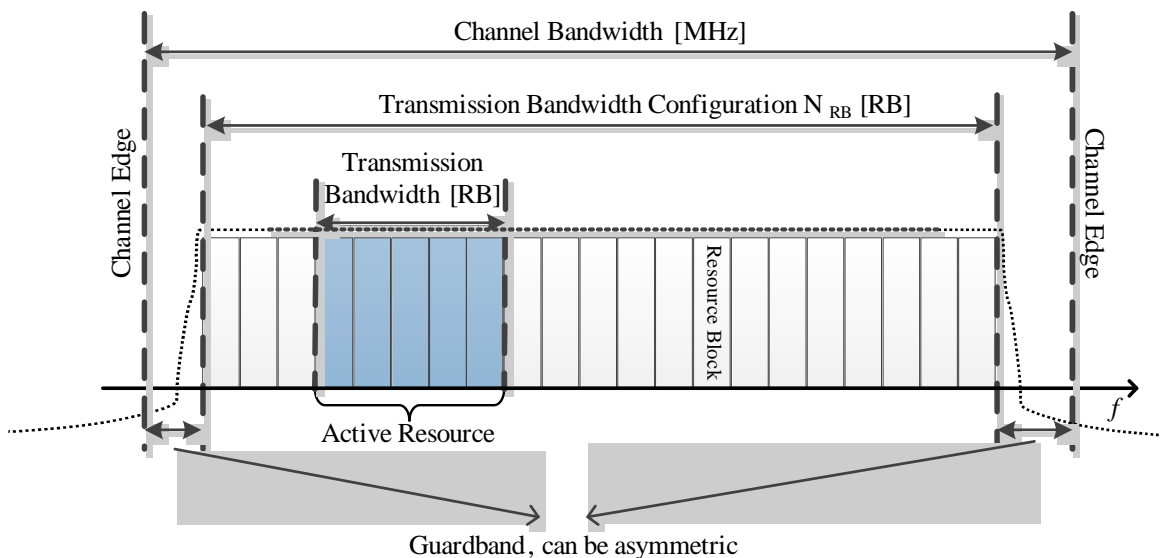 Channel Bandwidth [MHz]
Transmission Bandwidth Configuration N RB [RB]
Transmission
Bandwidth [RB]
Channel Edge
Channel Edge
Resource Block
f
Active Resource
Guardband, can be asymmetric